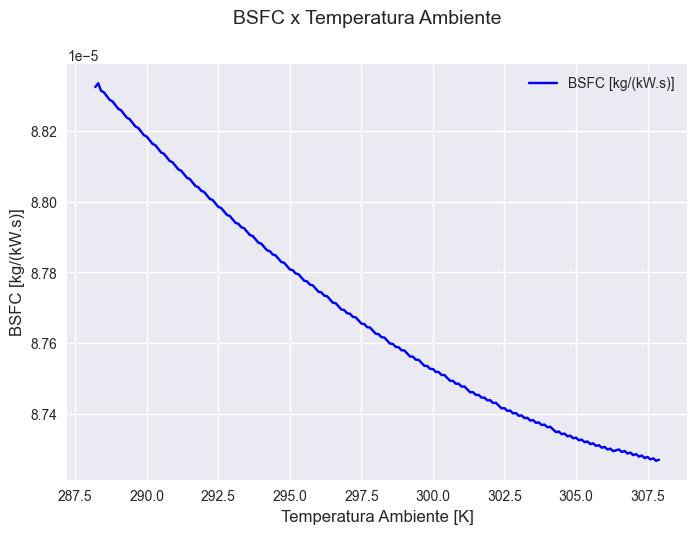 BSFC x Temperatura Ambiente
1e−5
BSFC [kg/(kW.s)]
8.82
8.80
8.78
8.76
8.74
BSFC [kg/(kW.s)]
287.5 290.0 292.5 295.0 297.5 300.0 302.5 305.0 307.5
Temperatura Ambiente [K]